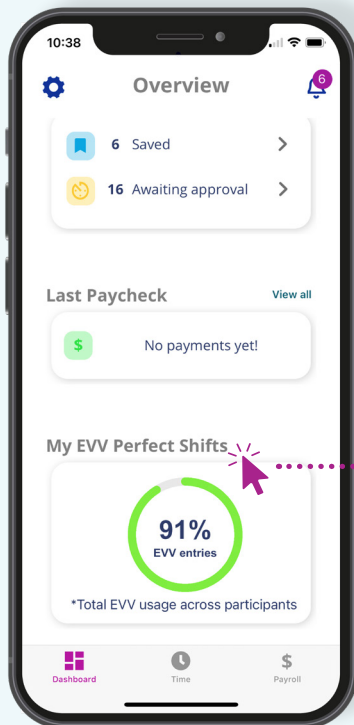 10:38
Overview
6
6 Saved
16 Awaiting approval
Last Paycheck
View all
$
No payments yet!
My EVV Perfect Shifts
91%
EVV entries
*Total EVV usage across participants
$
Dashboard
Time
Payroll